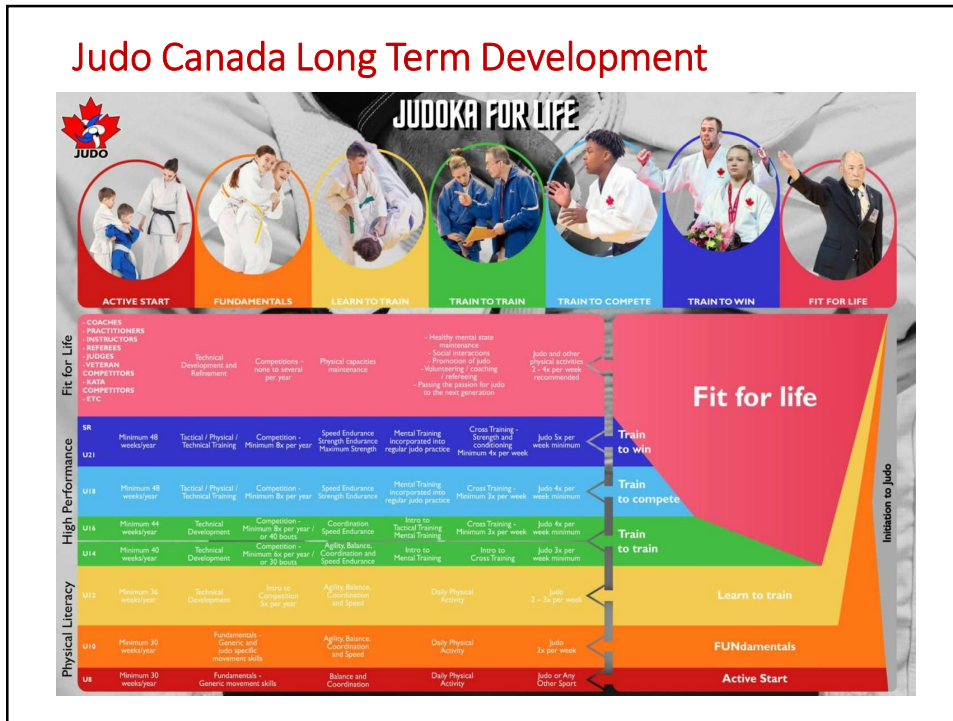 Judo Canada Long Term Development
JUDOKA FOR LIFE
JUDO
ACTIVE START
FUNDAMENTALS
LEARN TO TRAIN
TRAIN TO TRAIN
TRAIN TO COMPETE
TRAIN TO WIN
FIT FOR LIFE
Fit for Life
- COACHES
- PRACTITIONERS
- INSTRUCTORS
- REFEREES
- JUDGES
-VETERAN
COMPETITORS
- KATA
COMPETITORS
- ETC
Technical
Development and
Refinement
Competitions –
none to several
per year
Physical capacities
maintenance
- Healthy mental state
maintenance
- Social interactions
- Promotion of judo
-Volunteering / coaching
/ refereeing
- Passing the passion for judo
to the next generation
Judo and other
physical activities
2 - 4x per week
recommended
Fit for life
High Performance
SR
U21
Minimum 48
weeks/year
Tactical / Physical /
Technical Training
Competition -
Minimum 8x per year
Speed Endurance
Strength Endurance
Maximum Strength
Mental Training
incorporated into
regular judo practice
Cross Training -
Strength and
conditioning
Minimum 4x per week
Judo 5x per
week minimum
Train
to win
U18
Minimum 48
weeks/year
Tactical / Physical /
Technical Training
Competition -
Minimum 8x per year
Speed Endurance
Strength Endurance
Mental Training
incorporated into
regular judo practice
Cross Training -
Minimum 3x per week
Judo 4x per
week minimum
Train
to compete
U16
Minimum 44
weeks/year
Technical
Development
Competition -
Minimum 8x per year /
or 40 bouts
Coordination
Speed Endurance
Intro to
Tactical Training
Mental Training
Cross Training -
Minimum 2x per week
Judo 4x per
week minimum
Train
to train
U14
Minimum 40
weeks/year
Technical
Development
Competition -
Minimum 6x per year /
or 30 bouts
Agility, Balance,
Coordination and
Speed Endurance
Intro to
Mental Training
Intro to
Cross Training
Judo 3x per
week minimum
Physical Literacy
U12
Minimum 36
weeks/year
Technical
Development
Intro to
Competition
5x per year
Agility, Balance,
Coordination
and Speed
Daily Physical
Activity
Judo
2 – 3x per week
Learn to train
U10
Minimum 30
weeks/year
Fundamentals -
Generic and
judo specific
movement skills
Agility, Balance,
Coordination
and Speed
Daily Physical
Activity
Judo
2x per week
FUNdamentals
U8
Minimum 30
weeks/year
Fundamentals -
Generic movement skills
Balance and
Coordination
Daily Physical
Activity
Judo or Any
Other Sport
Active Start
Initiation to Judo